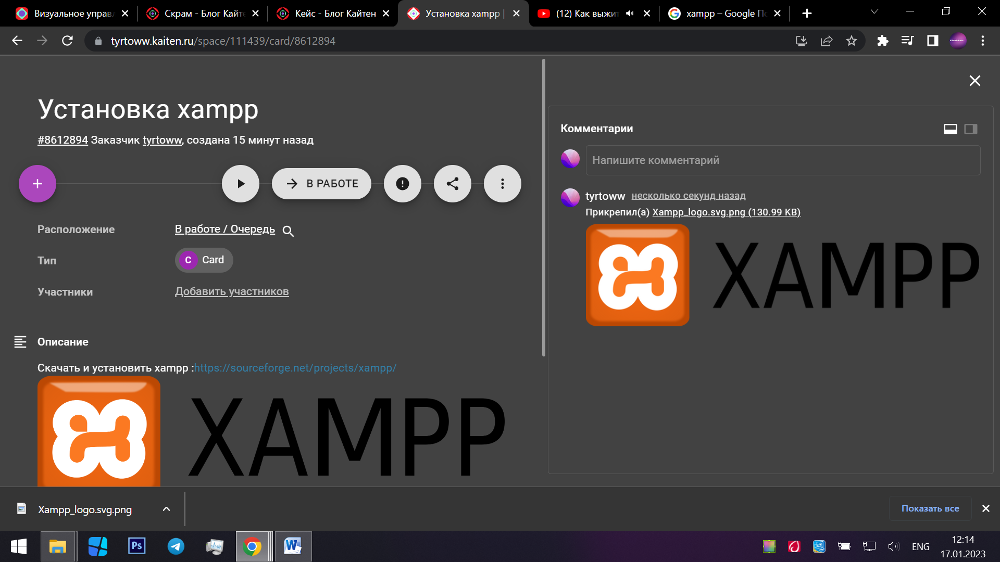 Визуальное управл
Скрам - Блог Кайте
Кейс - Блог Кайтен
Установка xampp |
(12) Как выжит
xampp – Google По
tyrtoww.kaiten.ru/space/111439/card/8612894
Установка xampp
#8612894 Заказчик tyrtoww, создана 15 минут назад
В РАБОТЕ
Расположение
В работе / Очередь
Тип
C Card
Участники
Добавить участников
Описание
Скачать и установить xampp :https://sourceforge.net/projects/xampp/
XAMPP
Комментарии
Напишите комментарий
tyrtoww несколько секунд назад
Прикрепил(а) Xampp_logo.svg.png (130.99 KB)
XAMPP
Xampp_logo.svg.png
Показать все
Ps
W
ENG
12:14
17.01.2023